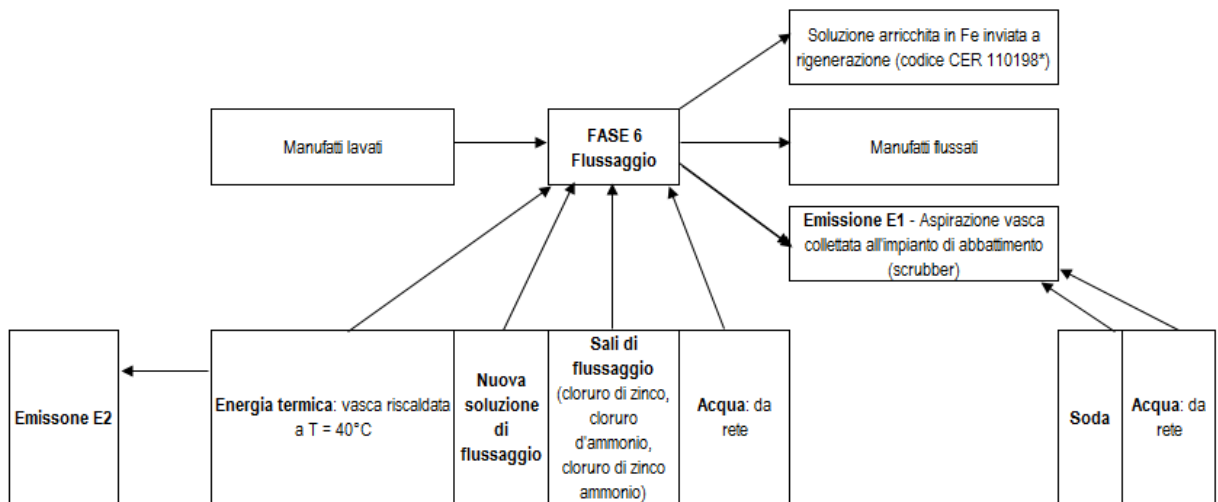 Soluzione arricchita in Fe inviata a
rigenerazione (codice CER 110198*)
Manufatti lavati
FASE 6
Flussaggio
Manufatti flussati
Emissione E1 - Aspirazione vasca
collettata all'impianto di abbattimento
(scrubber)
Emissone E2
Energia termica: vasca riscaldata
a T = 40°C
Nuova
soluzione
di
flussaggio
Sali di
flussaggio
(cloruro di zinco,
cloruro
d'ammonio,
cloruro di zinco
ammonio)
Acqua: da
rete
Soda
Acqua: da
rete